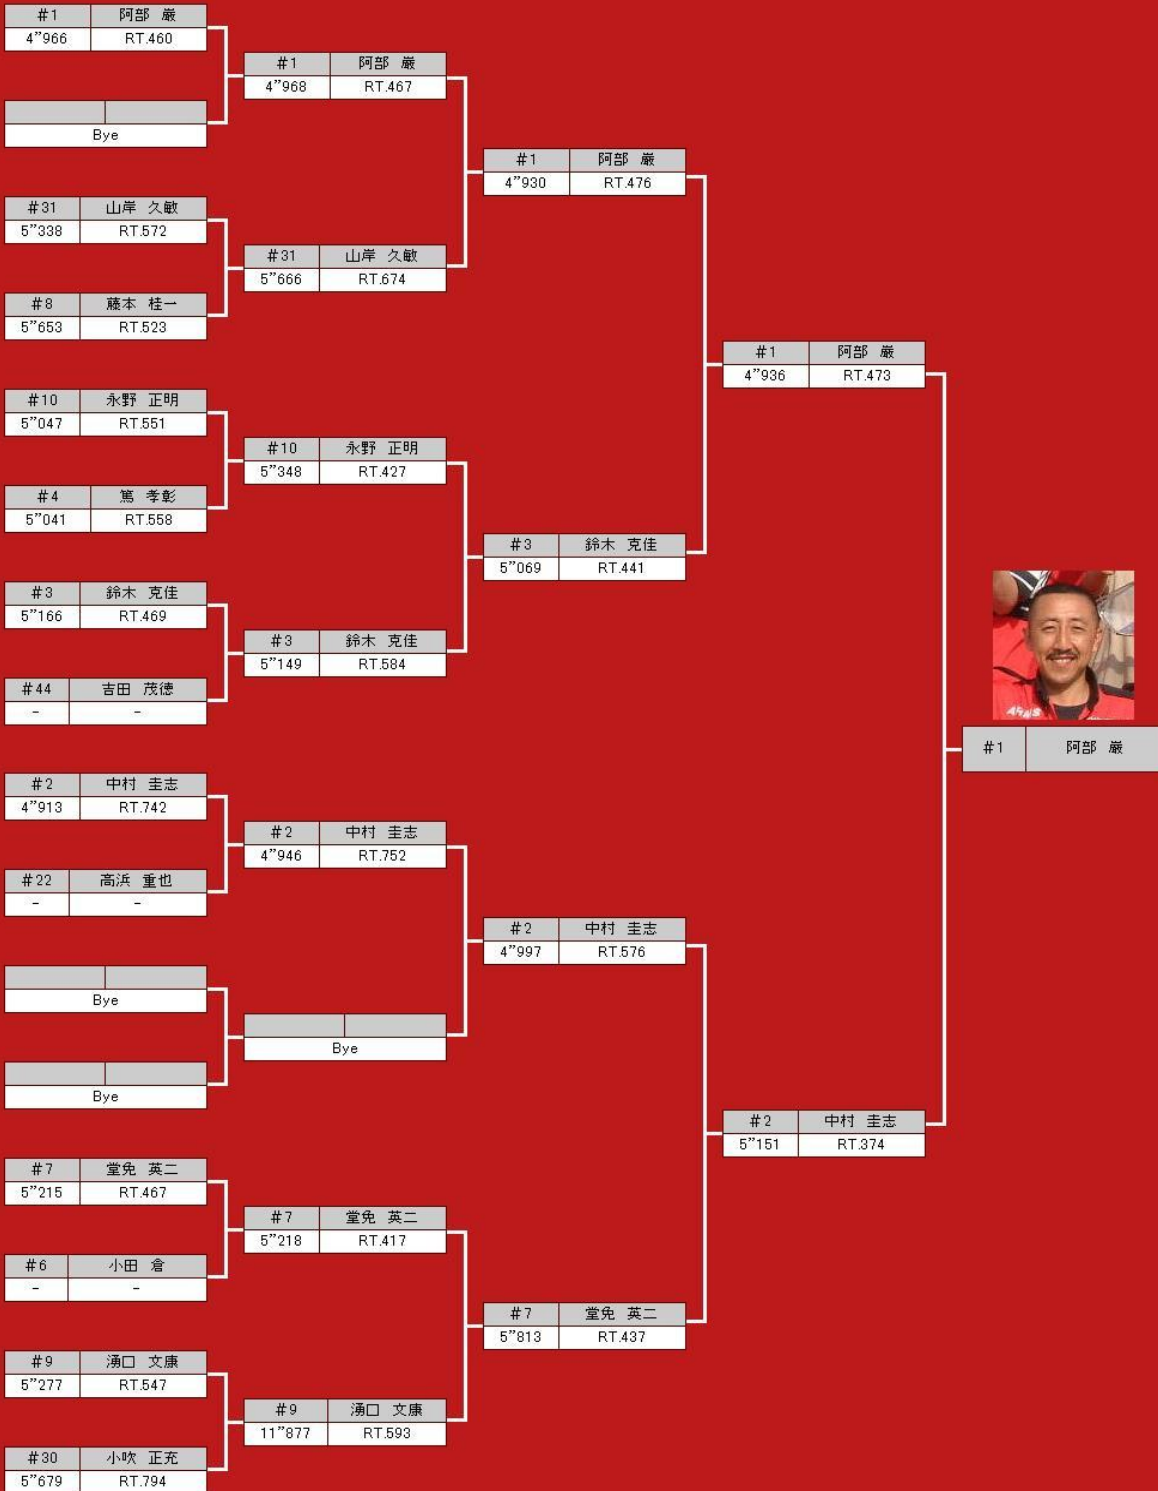 #1 阿部 巌
4”966 RT.460
Bye
#31 山岸 久敏
5”338 RT.572
#8 藤本 桂一
5”653 RT.523
#10 永野 正明
5”047 RT.551
#4 篤 孝彰
5”041 RT.558
#3 鈴木 克佳
5”166 RT.469
#44 吉田 茂徳
- -
#2 中村 圭志
4”913 RT.742
#22 高浜 重也
- -
Bye
Bye
#7 堂免 英二
5”215 RT.467
#6 小田 倉
- -
#9 湧口 文康
5”277 RT.547
#30 小吹 正充
5”679 RT.794
#1 阿部 巌
4”968 RT.467
#31 山岸 久敏
5”666 RT.674
#10 永野 正明
5”348 RT.427
#3 鈴木 克佳
5”149 RT.584
#2 中村 圭志
4”946 RT.752
Bye
#7 堂免 英二
5”218 RT.417
#9 湧口 文康
11”877 RT.593
#1 阿部 巌
4”930 RT.476
#3 鈴木 克佳
5”069 RT.441
#2 中村 圭志
4”997 RT.576
#7 堂免 英二
5”813 RT.437
#1 阿部 巌
4”936 RT.473
#2 中村 圭志
5”151 RT.374
#1 阿部 巌